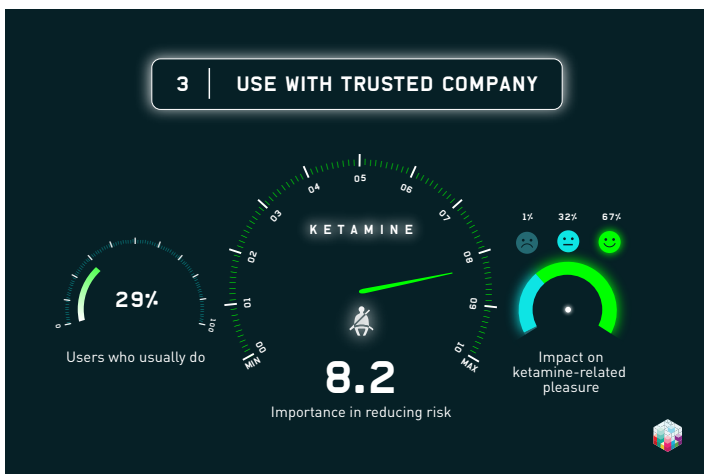 3 | USE WITH TRUSTED COMPANY
KETAMINE
MIN
00
01
02
03
04
05
06
07
08
09
10
MAX
8.2
Importance in reducing risk
0
29%
100
Users who usually do
1% 32% 67%
Impact on
ketamine-related
pleasure